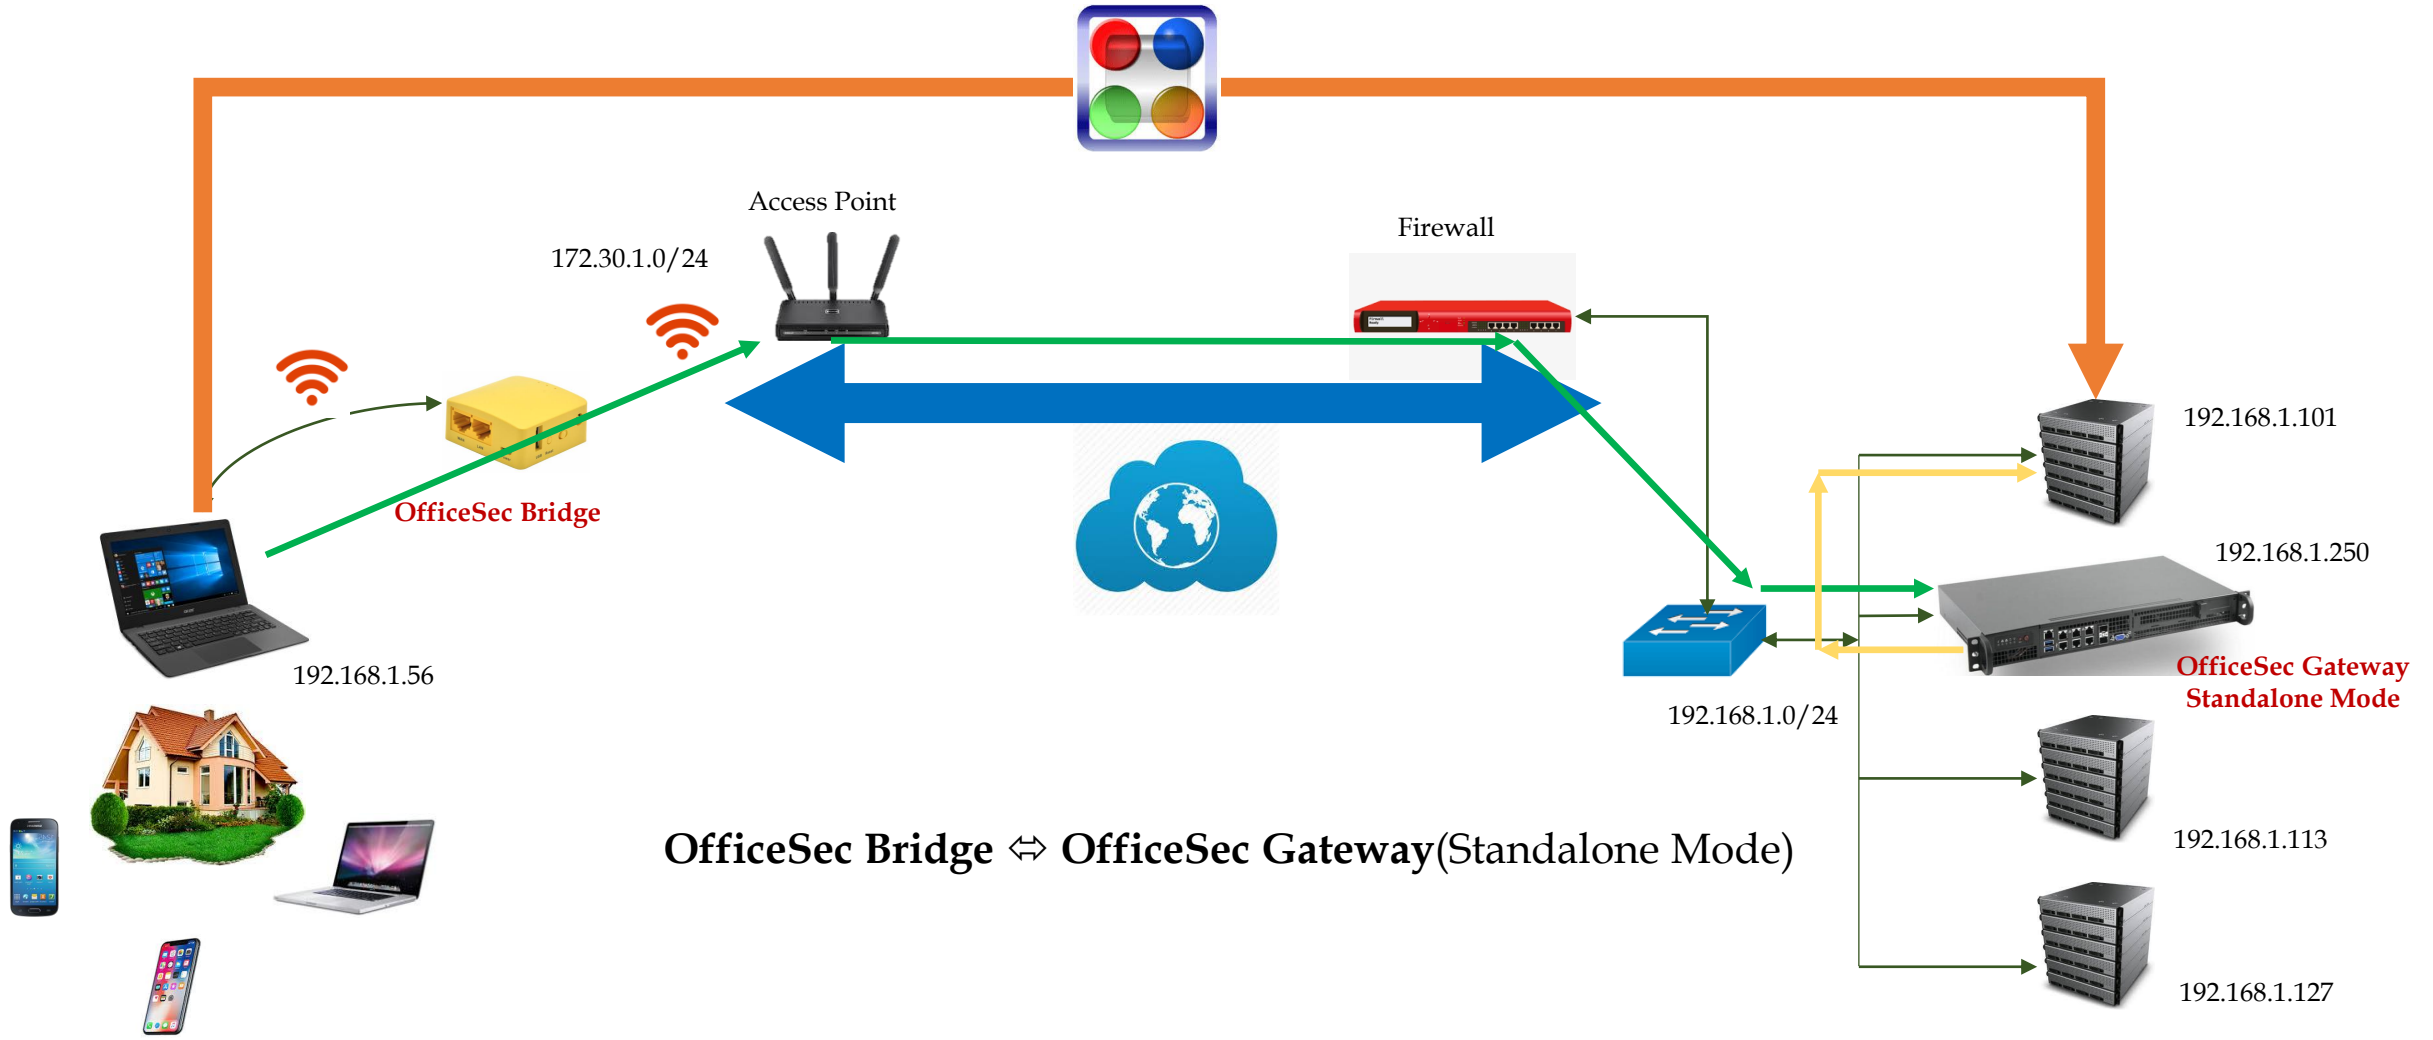 Access Point
Firewall
172.30.1.0/24
192.168.1.101
OfficeSec Bridge
192.168.1.250
192.168.1.56
OfficeSec Gateway
Standalone Mode
192.168.1.0/24
192.168.1.113
OfficeSec Bridge ⬄ OfficeSec Gateway(Standalone Mode)
192.168.1.127